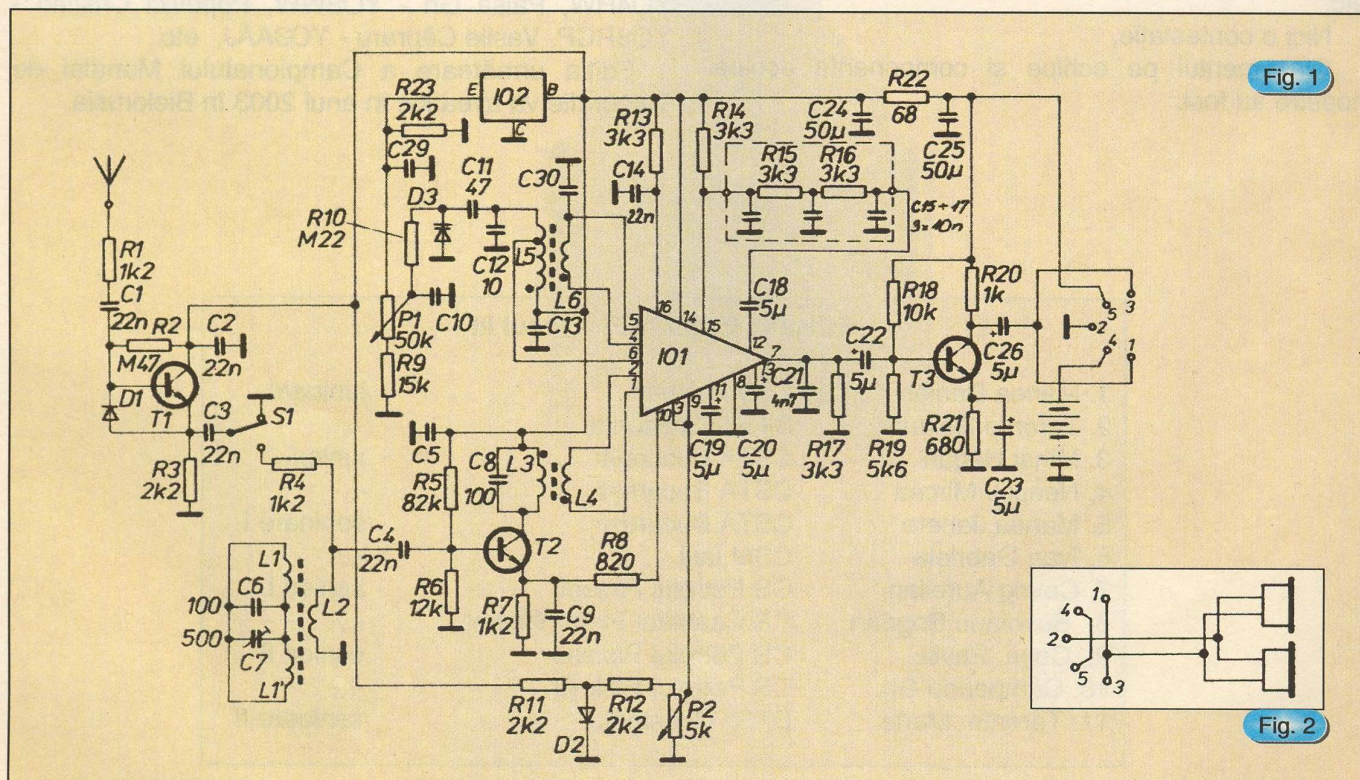 Fig. 1
R23
2k2
C29
E
IO2
B
C
R13
3k3
R14
3k3
C24
50µ
R22
68
C25
50µ
R15
3k3
R16
3k3
C15÷17
3×10n
C14
22n
C30
C11
47
D3
R10
M22
C12
10
L5
L6
C13
C10
P1
50k
R9
15k
R1
1k2
C1
22n
R2
M47
C2
22n
D1
T1
C3
22n
S1
R3
2k2
R4
1k2
16
14
15
5
4
6
2
1
IO1
12
7
13
8
11
9
3
10
C18
5µ
C19
5µ
C20
5µ
C21
4n7
C22
5µ
R17
3k3
R18
10k
R19
5k6
R20
1k
T3
C26
5µ
R21
680
C23
5µ
5
3
2
4
1
C5
R5
82k
C8
100
L3
L4
T2
C4
22n
R6
12k
R7
1k2
C9
22n
R8
820
L1
C6
100
500
C7
L1'
L2
R11
2k2
D2
R12
2k2
P2
5k
1
4
2
5
3
Fig. 2